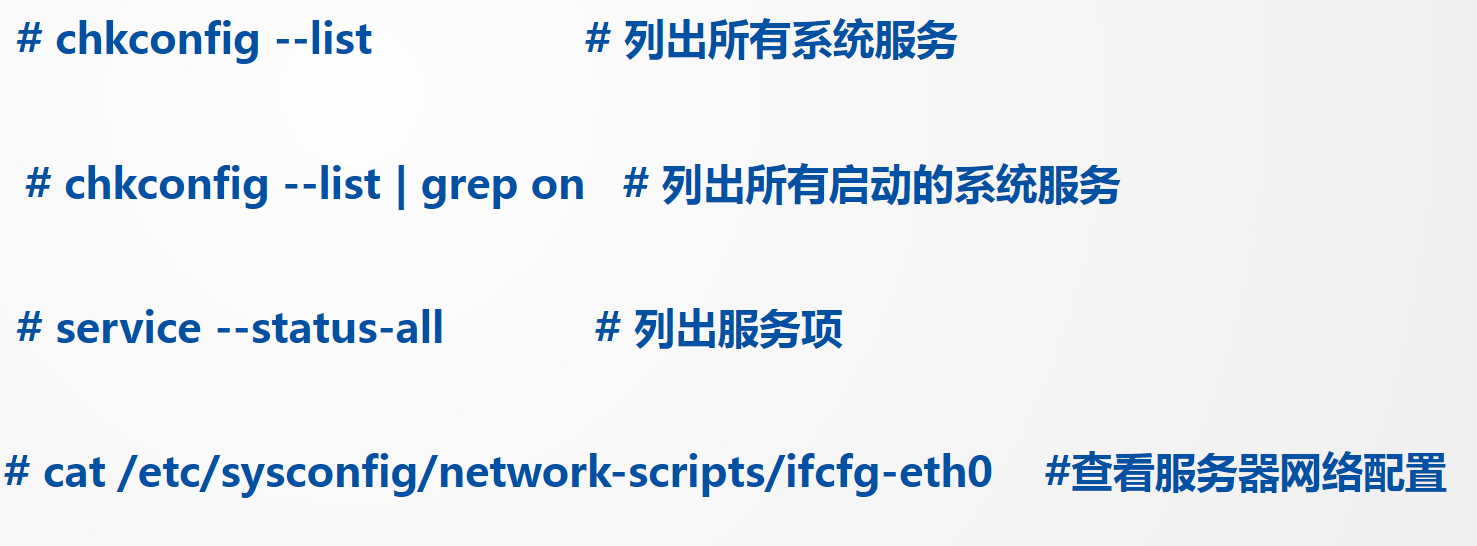 # chkconfig --list # 列出所有系统服务
# chkconfig --list | grep on # 列出所有启动的系统服务
# service --status-all # 列出服务项
# cat /etc/sysconfig/network-scripts/ifcfg-eth0 #查看服务器网络配置